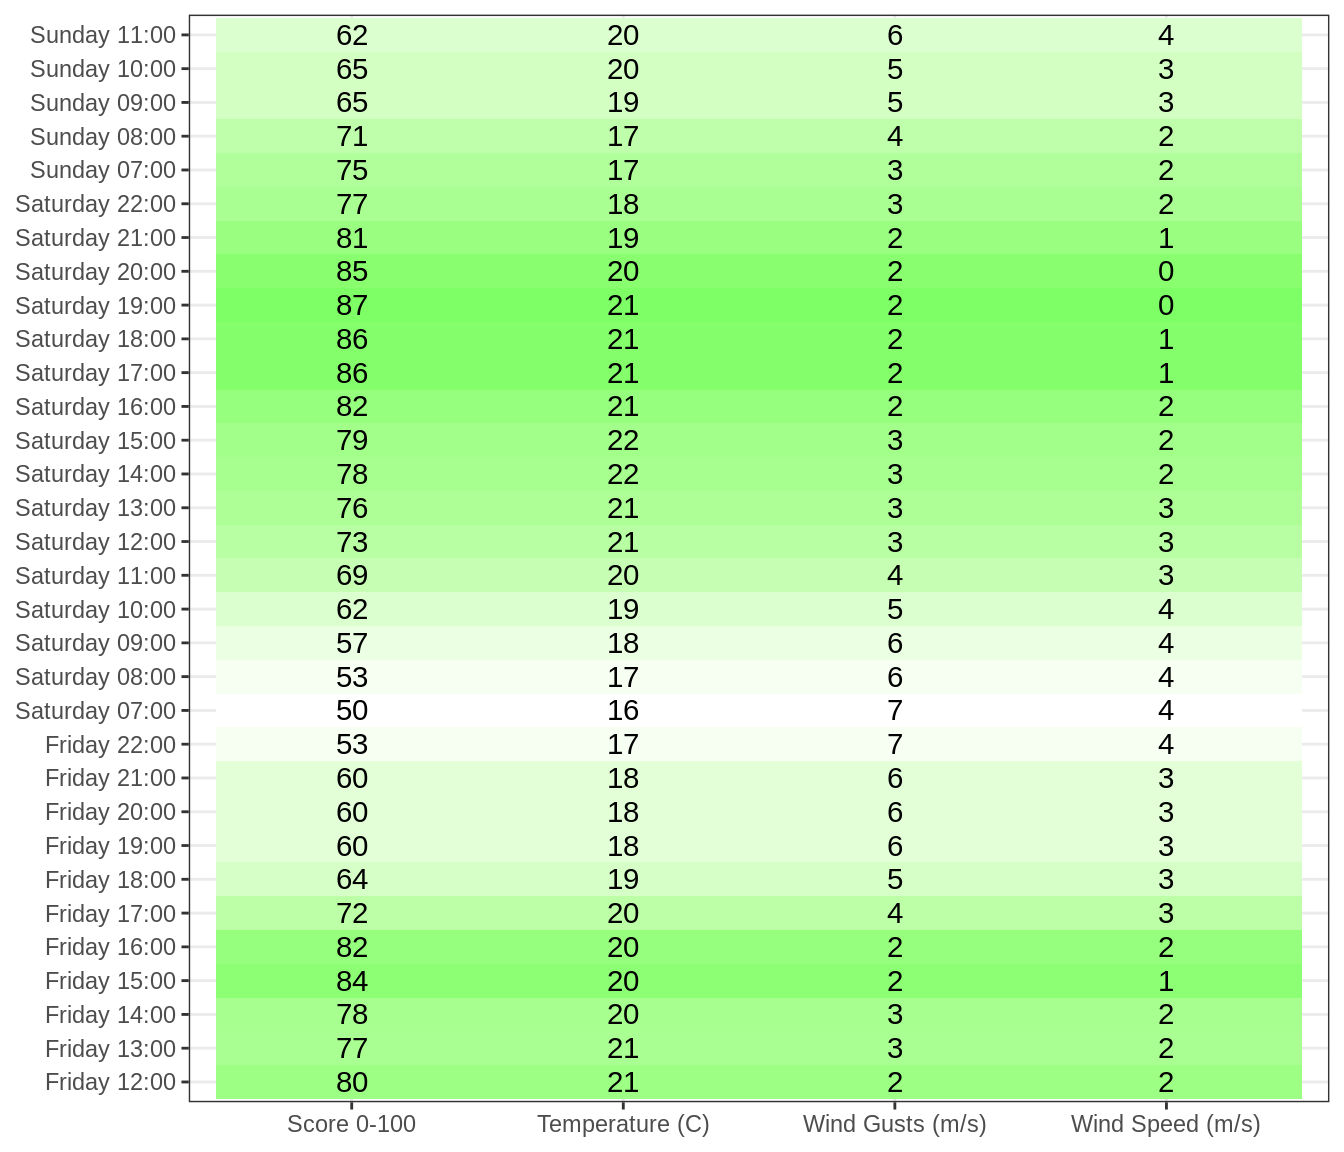 Sunday 11:00 62 20 6 4
Sunday 10:00 65 20 5 3
Sunday 09:00 65 19 5 3
Sunday 08:00 71 17 4 2
Sunday 07:00 75 17 3 2
Saturday 22:00 77 18 3 2
Saturday 21:00 81 19 2 1
Saturday 20:00 85 20 2 0
Saturday 19:00 87 21 2 0
Saturday 18:00 86 21 2 1
Saturday 17:00 86 21 2 1
Saturday 16:00 82 21 2 2
Saturday 15:00 79 22 3 2
Saturday 14:00 78 22 3 2
Saturday 13:00 76 21 3 3
Saturday 12:00 73 21 3 3
Saturday 11:00 69 20 4 3
Saturday 10:00 62 19 5 4
Saturday 09:00 57 18 6 4
Saturday 08:00 53 17 6 4
Saturday 07:00 50 16 7 4
Friday 22:00 53 17 7 4
Friday 21:00 60 18 6 3
Friday 20:00 60 18 6 3
Friday 19:00 60 18 6 3
Friday 18:00 64 19 5 3
Friday 17:00 72 20 4 3
Friday 16:00 82 20 2 2
Friday 15:00 84 20 2 1
Friday 14:00 78 20 3 2
Friday 13:00 77 21 3 2
Friday 12:00 80 21 2 2
Score 0-100 Temperature (C) Wind Gusts (m/s) Wind Speed (m/s)